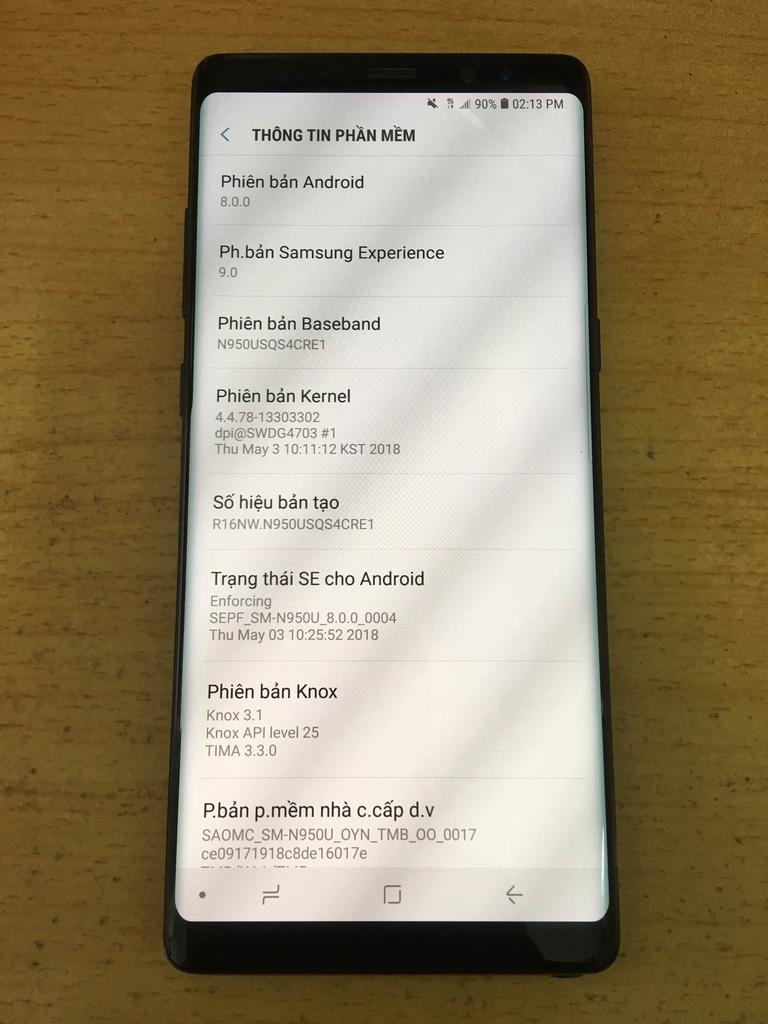 90% 02:13 PM
THÔNG TIN PHẦN MỀM
Phiên bản Android
8.0.0
Ph.bản Samsung Experience
9.0
Phiên bản Baseband
N950USQS4CRE1
Phiên bản Kernel
4.4.78-13303302
dpi@SWDG4703 #1
Thu May 3 10:11:12 KST 2018
Số hiệu bản tạo
R16NW.N950USQS4CRE1
Trạng thái SE cho Android
Enforcing
SEPF_SM-N950U_8.0.0_0004
Thu May 03 10:25:52 2018
Phiên bản Knox
Knox 3.1
Knox API level 25
TIMA 3.3.0
P.bản p.mềm nhà c.cấp d.v
SAOMC_SM-N950U_OYN_TMB_OO_0017
ce09171918c8de16017e